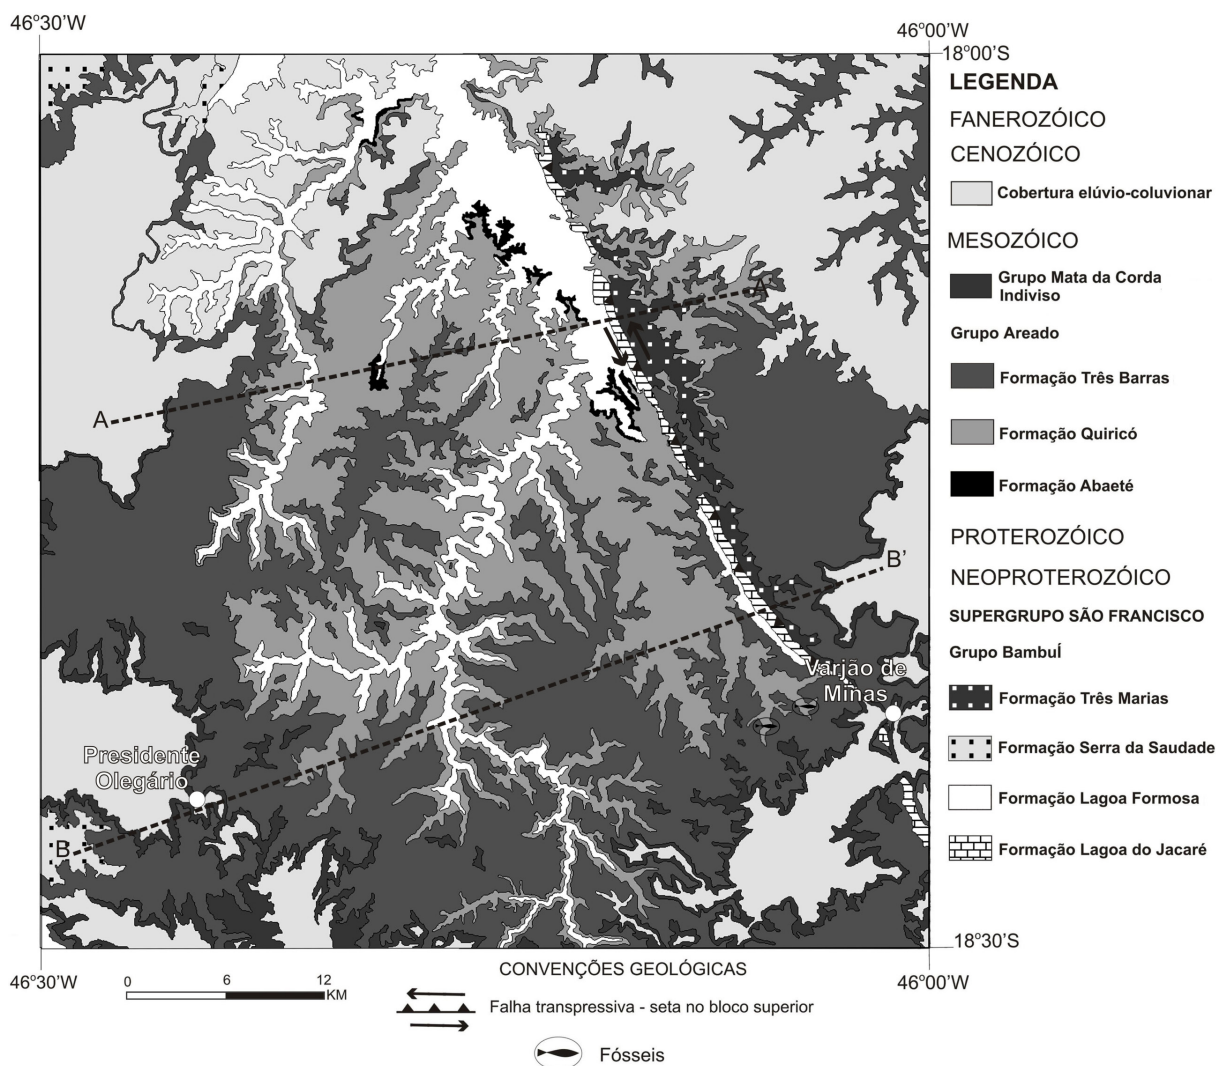 46°30'W
46°00'W
18°00'S
LEGENDA
FANEROZÓICO
CENOZÓICO
Cobertura elúvio-coluvionar
MESOZÓICO
Grupo Mata da Corda
Indiviso
Grupo Areado
Formação Três Barras
Formação Quiricó
Formação Abaeté
PROTEROZÓICO
NEOPROTEROZÓICO
SUPERGRUPO SÃO FRANCISCO
Grupo BambuÍ
Formação Três Marias
Formação Serra da Saudade
Formação Lagoa Formosa
Formação Lagoa do Jacaré
A
A'
B
B'
Varjão de
Minas
Presidente
Olegário
18°30'S
46°30'W
46°00'W
0 6 12
KM
CONVENÇÕES GEOLÓGICAS
Falha transpressiva - seta no bloco superior
Fósseis